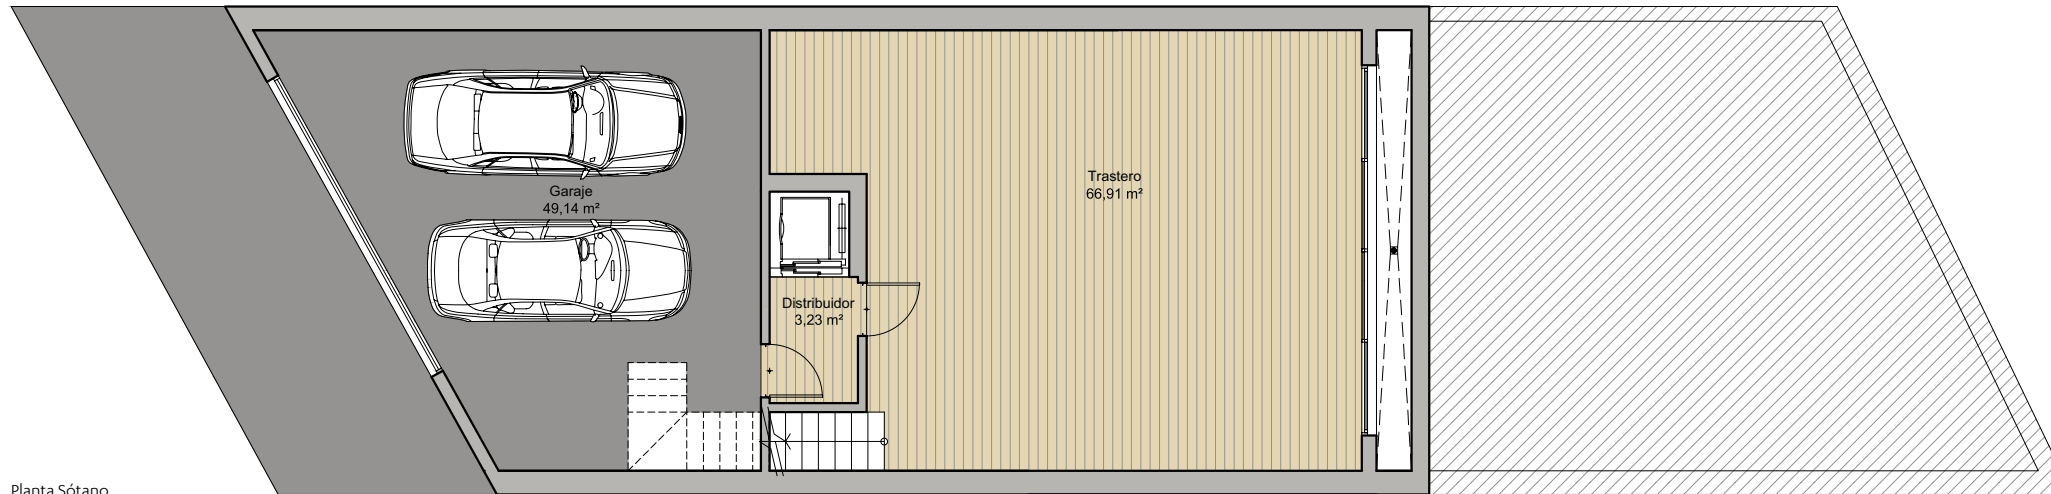 Garaje
49,14 m²
Trastero
66,91 m²
Distribuidor
3,23 m²
Planta Sótano